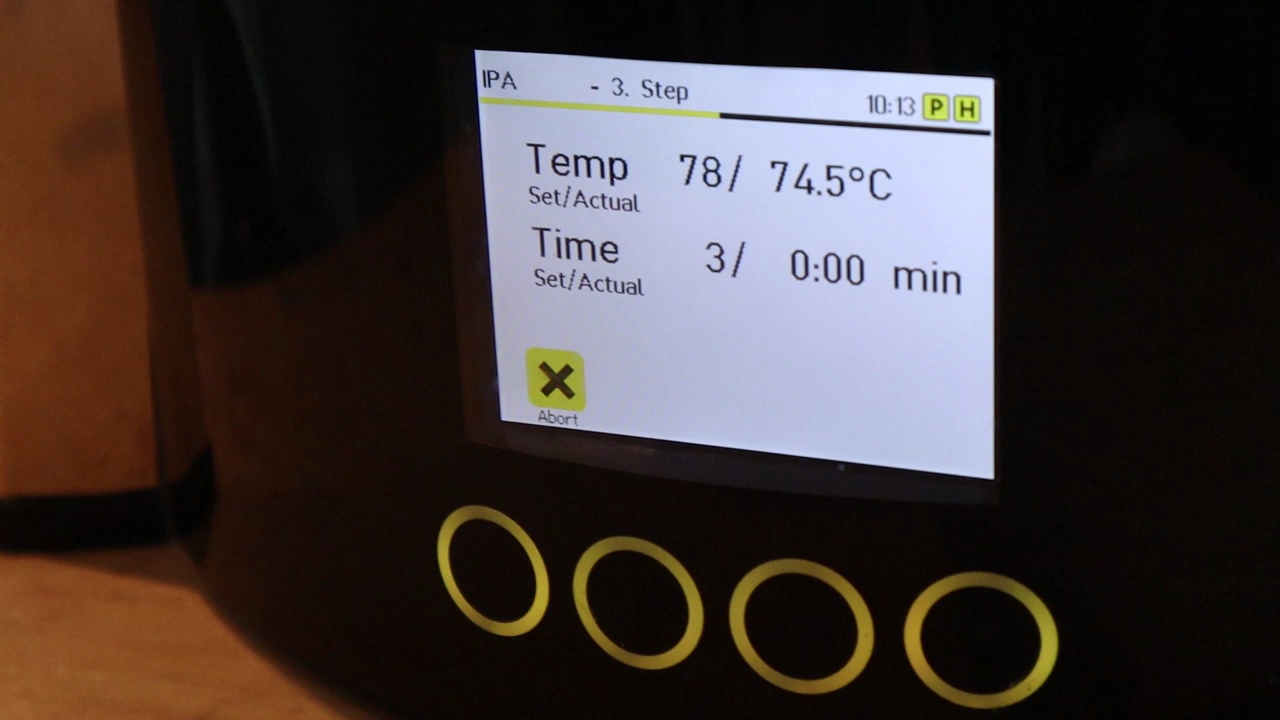 IPA - 3. Step 10:13 P H
Temp 78/ 74.5°C
Set/Actual
Time 3/ 0:00 min
Set/Actual
Abort